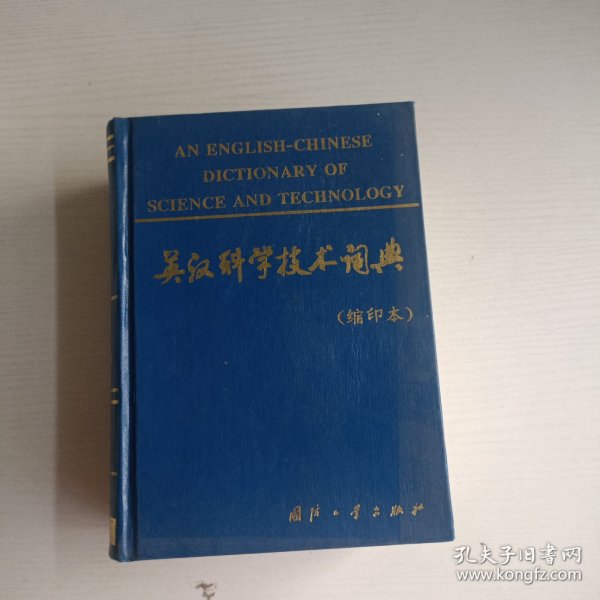 AN ENGLISH-CHINESE
DICTIONARY OF
SCIENCE AND TECHNOLOGY
英汉科学技术词典
(缩印本)
国防工业出版社
孔夫子旧书网
www.kongfz.com